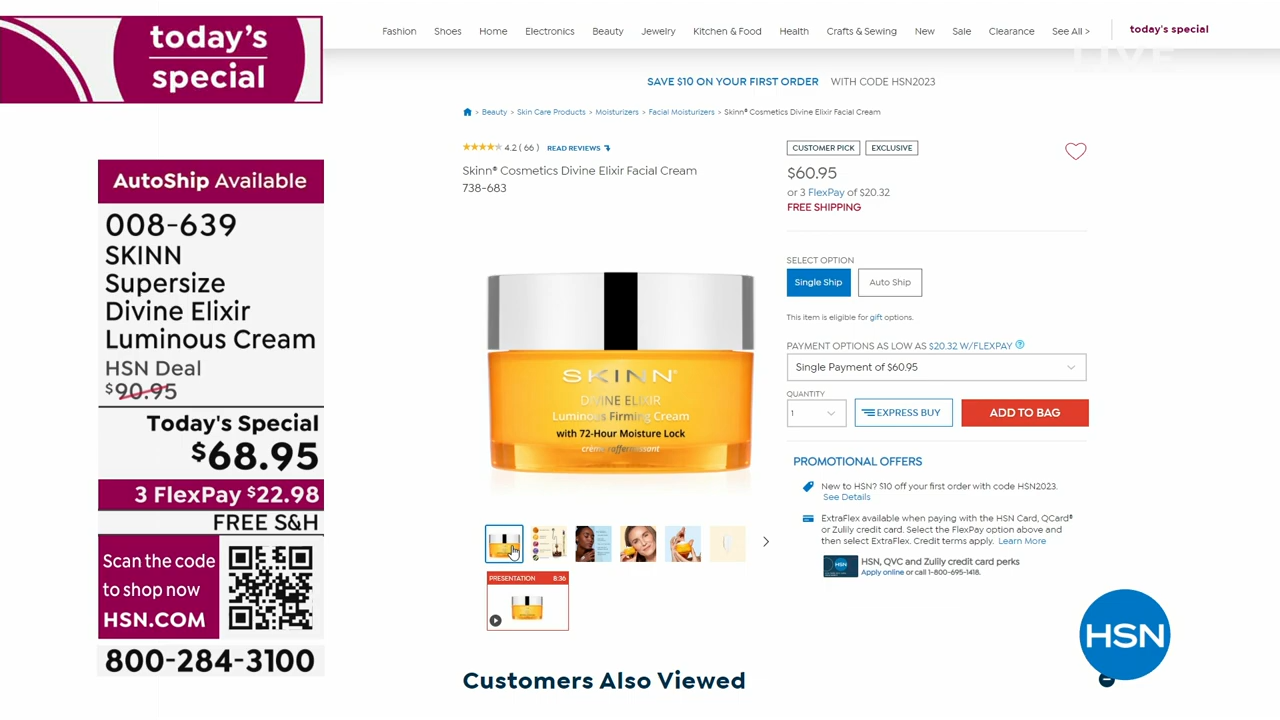 today's
special
AutoShip Available
008-639
SKINN
Supersize
Divine Elixir
Luminous Cream
HSN Deal
$90.95
Today's Special
$68.95
3 FlexPay $22.98
FREE S&H
Scan the code
to shop now
HSN.COM
800-284-3100
Fashion Shoes Home Electronics Beauty Jewelry Kitchen & Food Health Crafts & Sewing New Sale Clearance See All > today's special
LIVE
SAVE $10 ON YOUR FIRST ORDER WITH CODE HSN2023
> Beauty > Skin Care Products > Moisturizers > Facial Moisturizers > Skinn® Cosmetics Divine Elixir Facial Cream
4.2 ( 66 ) READ REVIEWS
Skinn® Cosmetics Divine Elixir Facial Cream
738-683
SKINN®
DIVINE ELIXIR
Luminous Firming Cream
with 72-Hour Moisture Lock
crème raffermissant
PRESENTATION 8:36
CUSTOMER PICK EXCLUSIVE
$60.95
or 3 FlexPay of $20.32
FREE SHIPPING
SELECT OPTION
Single Ship Auto Ship
This item is eligible for gift options.
PAYMENT OPTIONS AS LOW AS $20.32 W/FLEXPAY ?
Single Payment of $60.95
QUANTITY
1 EXPRESS BUY ADD TO BAG
PROMOTIONAL OFFERS
New to HSN? $10 off your first order with code HSN2023.
See Details
ExtraFlex available when paying with the HSN Card, QCard®
or Zulily credit card. Select the FlexPay option above and
then select ExtraFlex. Credit terms apply. Learn More
HSN, QVC and Zulily credit card perks
Apply online or call 1-800-695-1418.
HSN
Customers Also Viewed